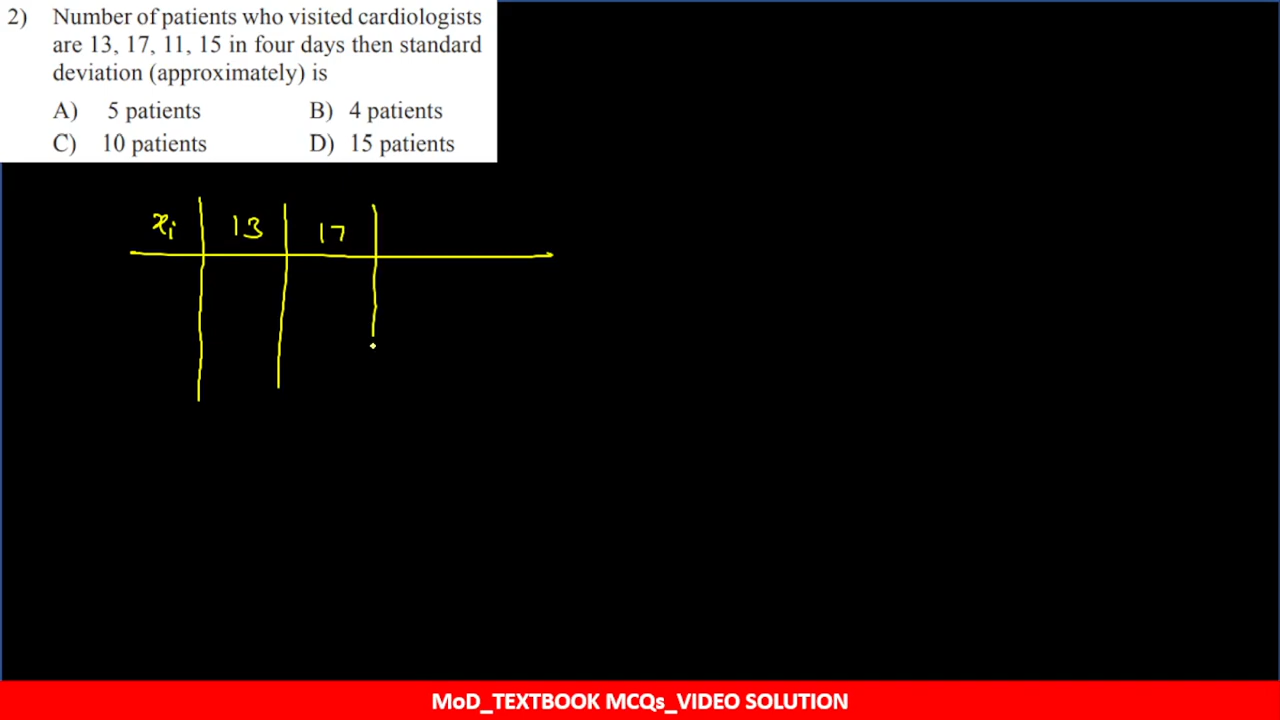 2) Number of patients who visited cardiologists
are 13, 17, 11, 15 in four days then standard
deviation (approximately) is
A) 5 patients B) 4 patients
C) 10 patients D) 15 patients
xi 13 17
MoD_TEXTBOOK MCQs_VIDEO SOLUTION